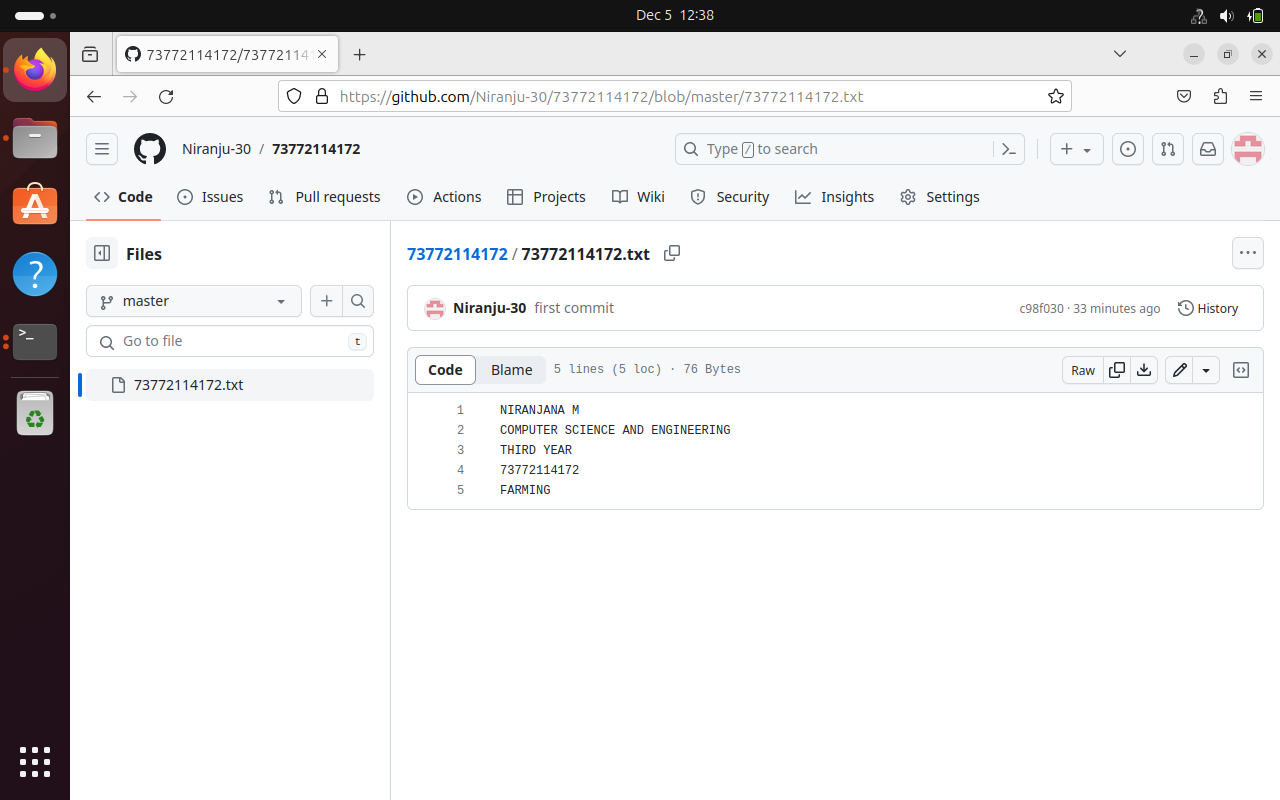 Dec 5 12:38
73772114172/73772114
https://github.com/Niranju-30/73772114172/blob/master/73772114172.txt
Niranju-30 / 73772114172
Type / to search
Code Issues Pull requests Actions Projects Wiki Security Insights Settings
Files
master
Go to file t
73772114172.txt
73772114172 / 73772114172.txt
Niranju-30 first commit c98f030 · 33 minutes ago History
Code Blame 5 lines (5 loc) · 76 Bytes Raw
1 NIRANJANA M
2 COMPUTER SCIENCE AND ENGINEERING
3 THIRD YEAR
4 73772114172
5 FARMING